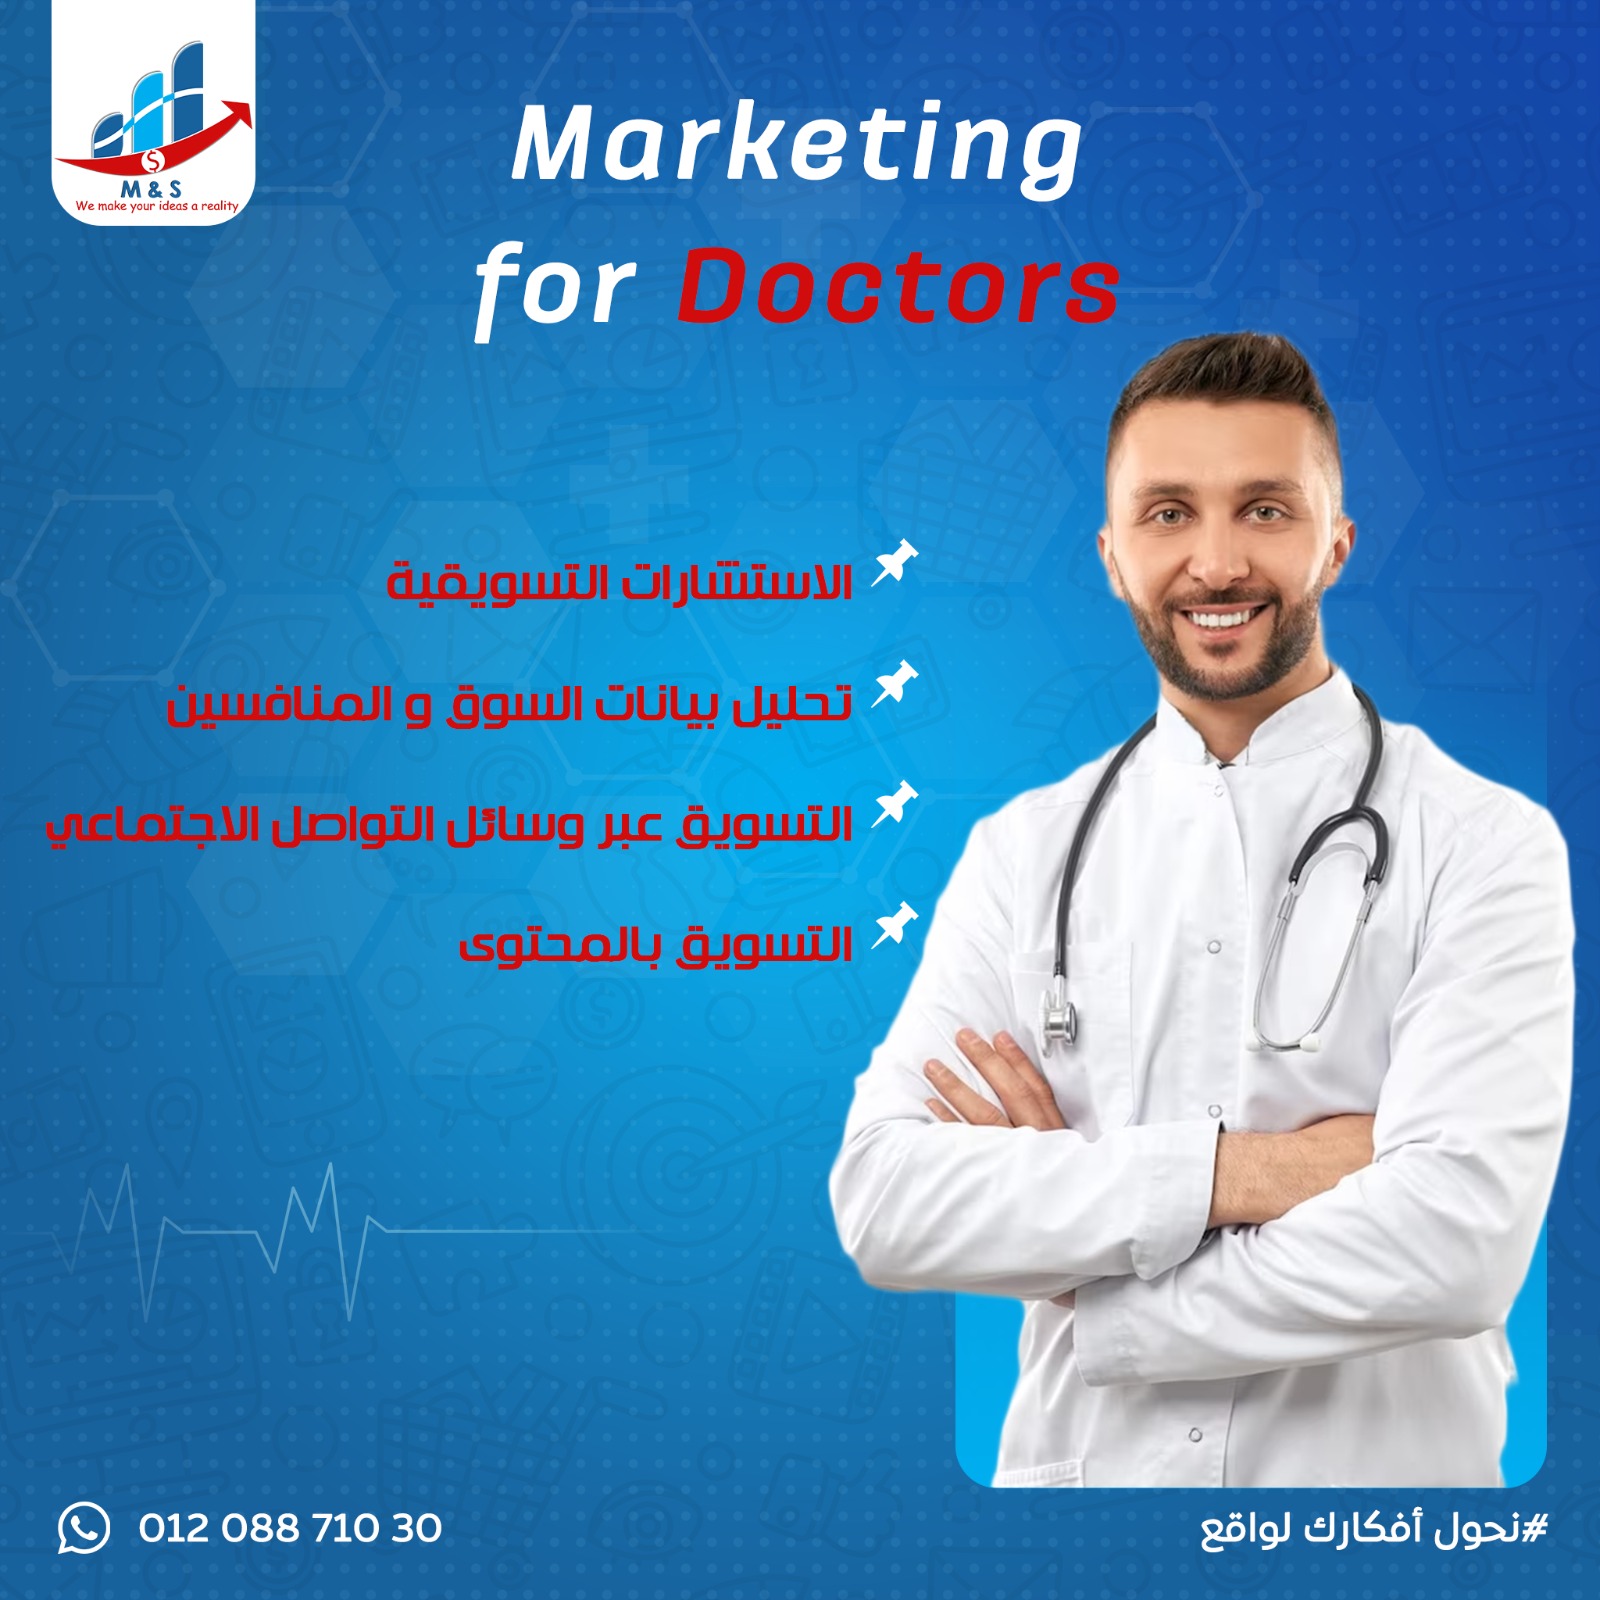 M & S
We make your ideas a reality
Marketing
for Doctors
الاستشارات التسويقية
تحليل بيانات السوق و المنافسين
التسويق عبر وسائل التواصل الاجتماعي
التسويق بالمحتوى
012 088 710 30
#نحول أفكارك لواقع